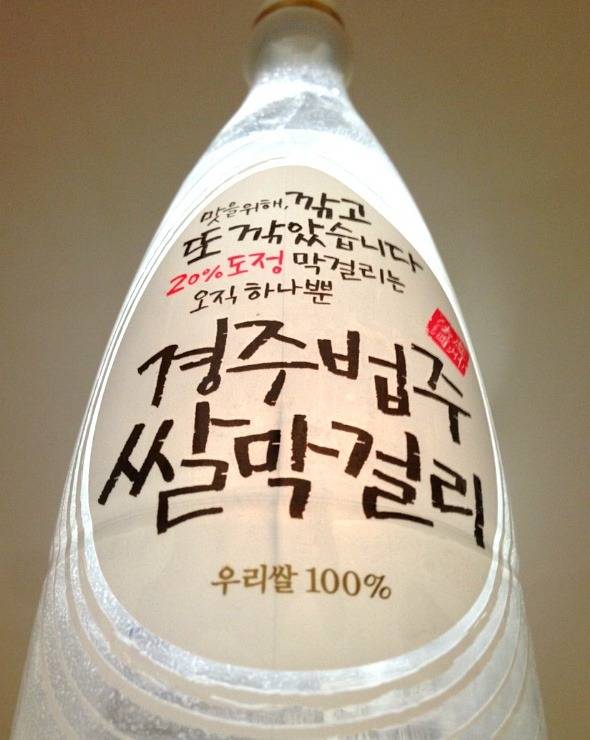 맛을위해, 깎고
또 깎았습니다
20%도정 막걸리는
오직 하나뿐
경주법주
쌀막걸리
우리쌀 100%